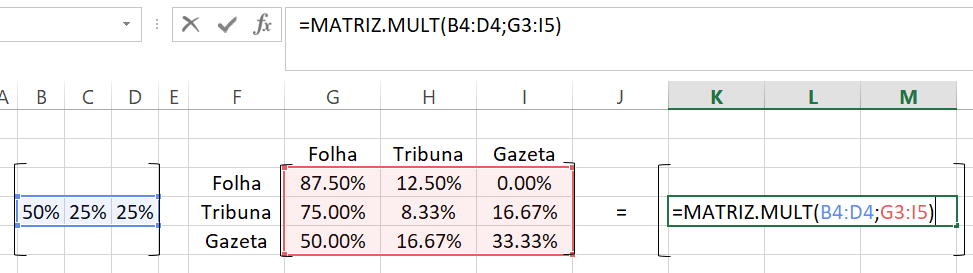 =MATRIZ.MULT(B4:D4;G3:I5)
A B C D E F G H I J K L M
Folha Tribuna Gazeta
Folha 87.50% 12.50% 0.00%
50% 25% 25% Tribuna 75.00% 8.33% 16.67% = =MATRIZ.MULT(B4:D4;G3:I5)
Gazeta 50.00% 16.67% 33.33%